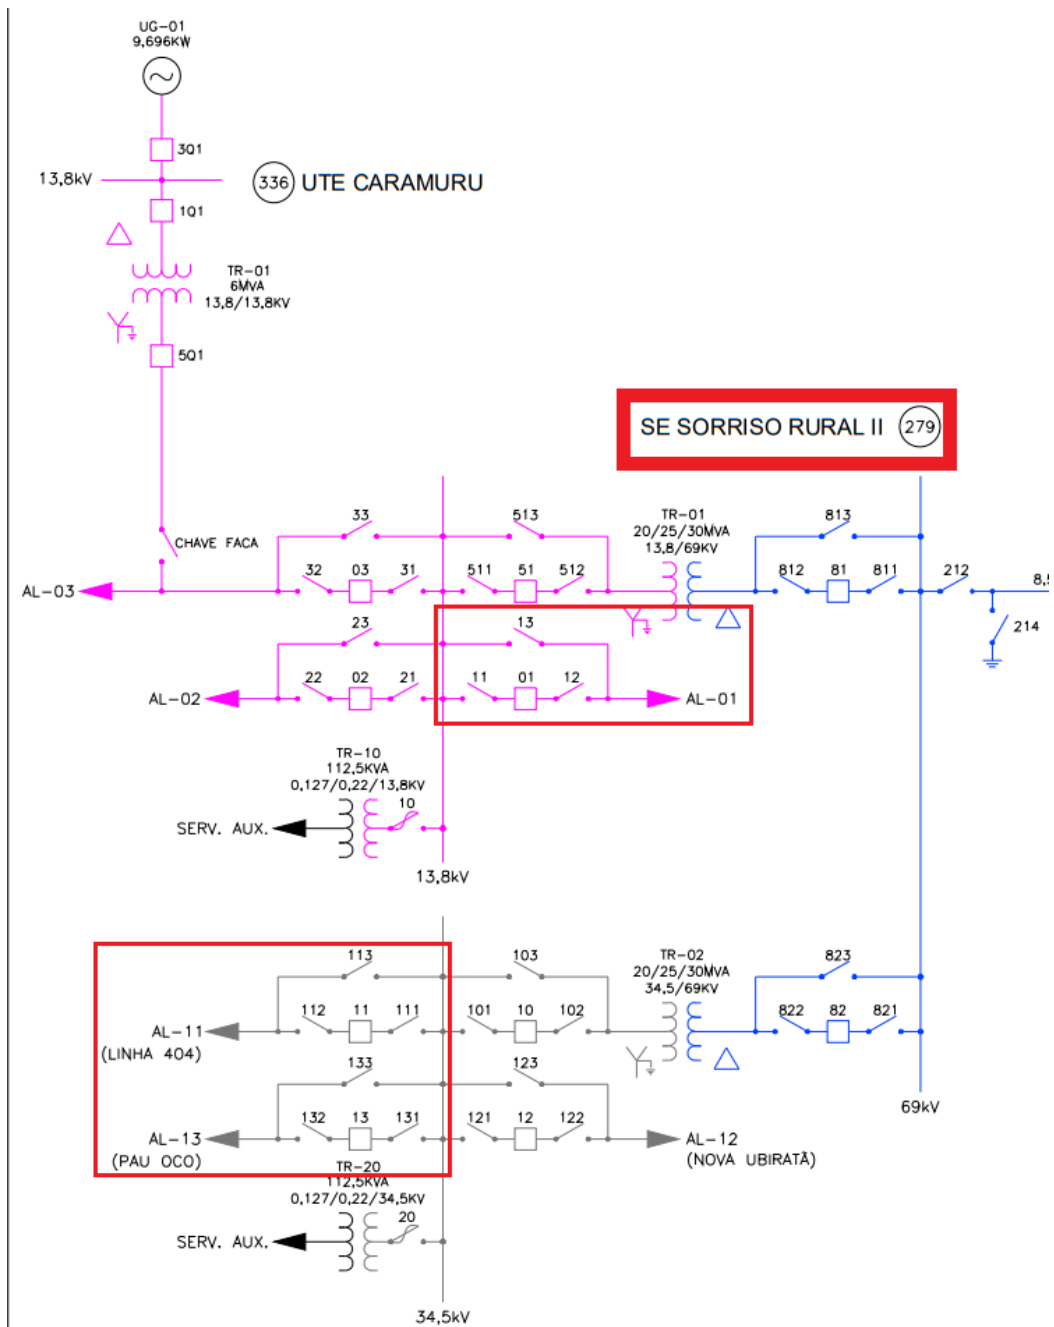 UG-01
9,696KW
3Q1
13,8kV
336 UTE CARAMURU
1Q1
TR-01
6MVA
13,8/13,8KV
5Q1
SE SORRISO RURAL II 279
CHAVE FACA
33
513
TR-01
20/25/30MVA
13,8/69KV
813
32 03 31 511 51 512
812 81 811 212
8,5
AL-03
214
23
13
22 02 21 11 01 12
AL-02
AL-01
TR-10
112,5KVA
0,127/0,22/13,8KV
10
SERV. AUX.
13,8kV
113
103
TR-02
20/25/30MVA
34,5/69KV
823
112 11 111 101 10 102
822 82 821
AL-11
(LINHA 404)
133
123
69kV
132 13 131 121 12 122
AL-13
(PAU OCO)
AL-12
(NOVA UBIRATÃ)
TR-20
112,5KVA
0,127/0,22/34,5KV
20
SERV. AUX.
34,5kV